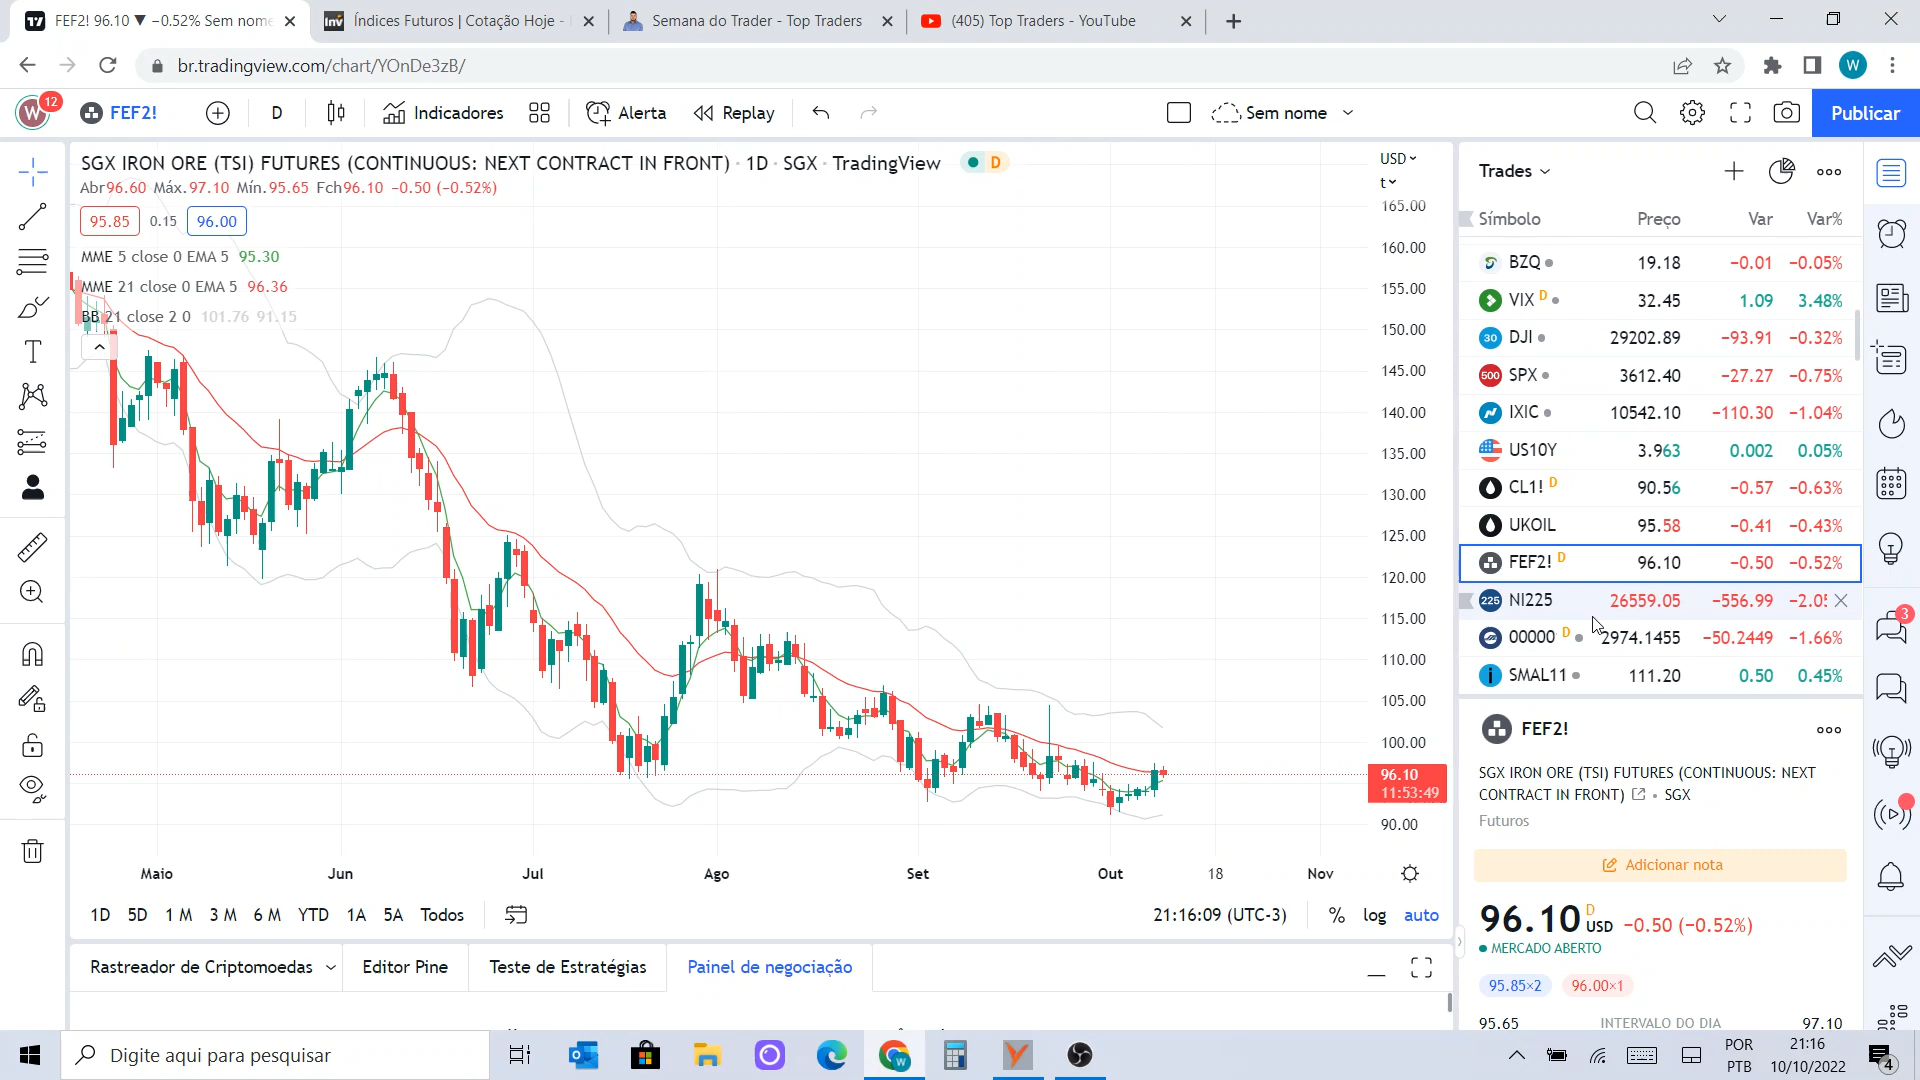 FEF2! 96.10 ▼ −0.52% Sem nome
Índices Futuros | Cotação Hoje -
Semana do Trader - Top Traders
(405) Top Traders - YouTube
br.tradingview.com/chart/YOnDe3zB/
W
W
12
FEF2!
D
Indicadores
Alerta
Replay
Sem nome
Publicar
SGX IRON ORE (TSI) FUTURES (CONTINUOUS: NEXT CONTRACT IN FRONT) · 1D · SGX · TradingView
D
Abr96.60 Máx.97.10 Mín.95.65 Fch96.10 −0.50 (−0.52%)
95.85 0.15 96.00
MME 5 close 0 EMA 5 95.30
MME 21 close 0 EMA 5 96.36
BB 21 close 2 0 101.76 91.15
USD
t
165.00
160.00
155.00
150.00
145.00
140.00
135.00
130.00
125.00
120.00
115.00
110.00
105.00
100.00
96.10
11:53:49
90.00
Maio Jun Jul Ago Set Out 18 Nov
1D 5D 1 M 3 M 6 M YTD 1A 5A Todos
21:16:09 (UTC-3) % log auto
Rastreador de Criptomoedas Editor Pine Teste de Estratégias Painel de negociação
Trades
Símbolo Preço Var Var%
BZQ 19.18 −0.01 −0.05%
VIX D 32.45 1.09 3.48%
30 DJI 29202.89 −93.91 −0.32%
500 SPX 3612.40 −27.27 −0.75%
IXIC 10542.10 −110.30 −1.04%
US10Y 3.963 0.002 0.05%
CL1! D 90.56 −0.57 −0.63%
UKOIL 95.58 −0.41 −0.43%
FEF2! D 96.10 −0.50 −0.52%
225 NI225 26559.05 −556.99 −2.05
00000 D 2974.1455 −50.2449 −1.66%
SMAL11 111.20 0.50 0.45%
3
FEF2!
SGX IRON ORE (TSI) FUTURES (CONTINUOUS: NEXT
CONTRACT IN FRONT) · SGX
Futuros
Adicionar nota
96.10 D USD −0.50 (−0.52%)
MERCADO ABERTO
95.85×2 96.00×1
95.65 INTERVALO DO DIA 97.10
Digite aqui para pesquisar
W
POR
PTB
21:16
10/10/2022
4